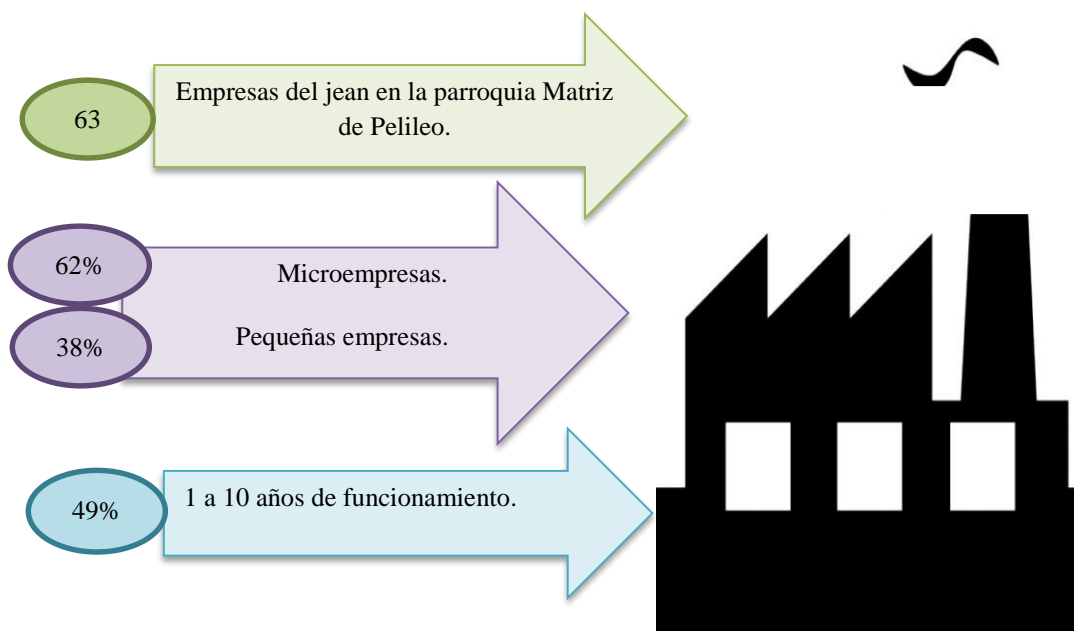 63
Empresas del jean en la parroquia Matriz
de Pelileo.
62%
Microempresas.
38%
Pequeñas empresas.
49%
1 a 10 años de funcionamiento.